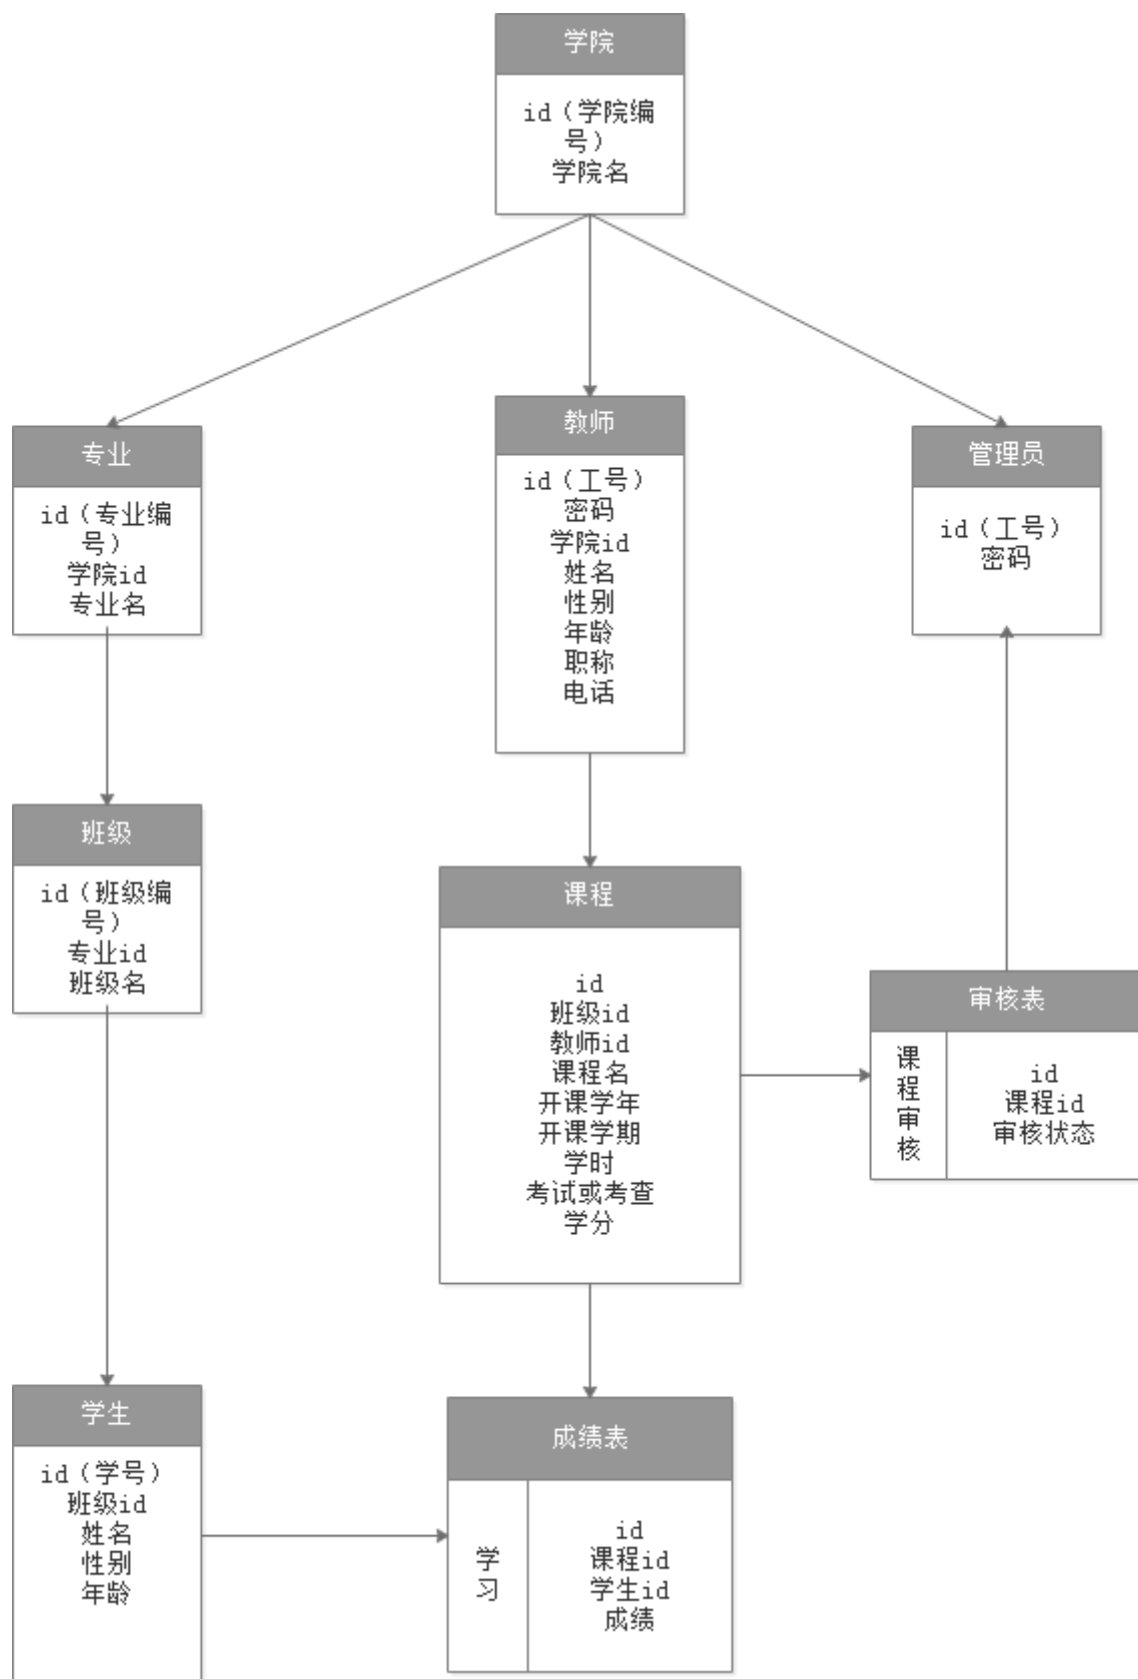 学院
id（学院编
号）
学院名
专业
id（专业编
号）
学院id
专业名
教师
id（工号）
密码
学院id
姓名
性别
年龄
职称
电话
管理员
id（工号）
密码
班级
id（班级编
号）
专业id
班级名
课程
id
班级id
教师id
课程名
开课学年
开课学期
学时
考试或考查
学分
审核表
课
程
审
核
id
课程id
审核状态
学生
id（学号）
班级id
姓名
性别
年龄
成绩表
学
习
id
课程id
学生id
成绩